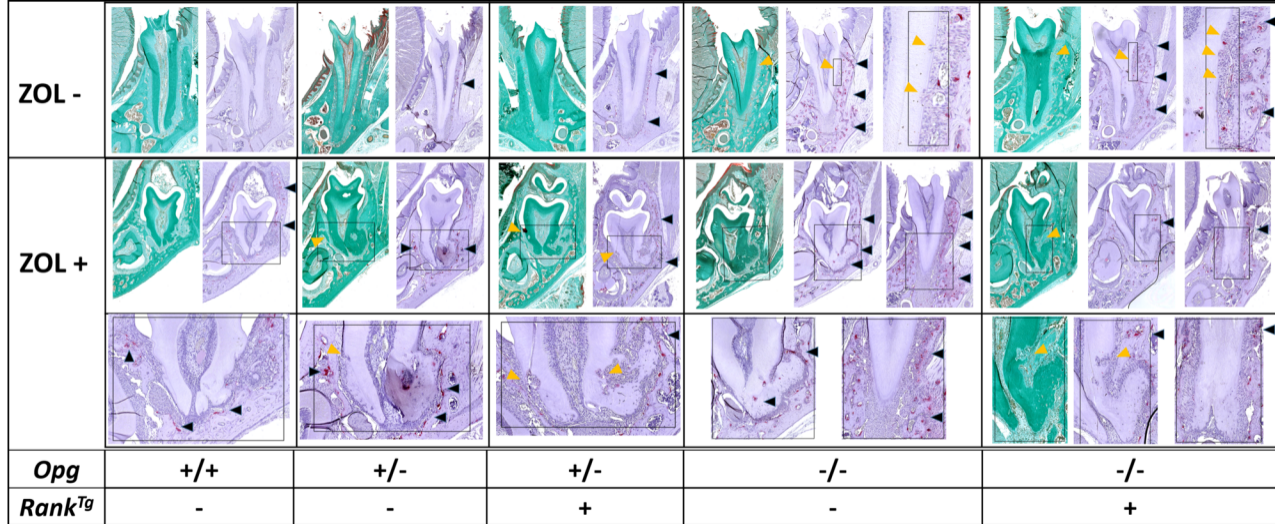 ZOL -
ZOL +
Opg +/+ +/- +/- -/- -/-
Rank^Tg - - + - +